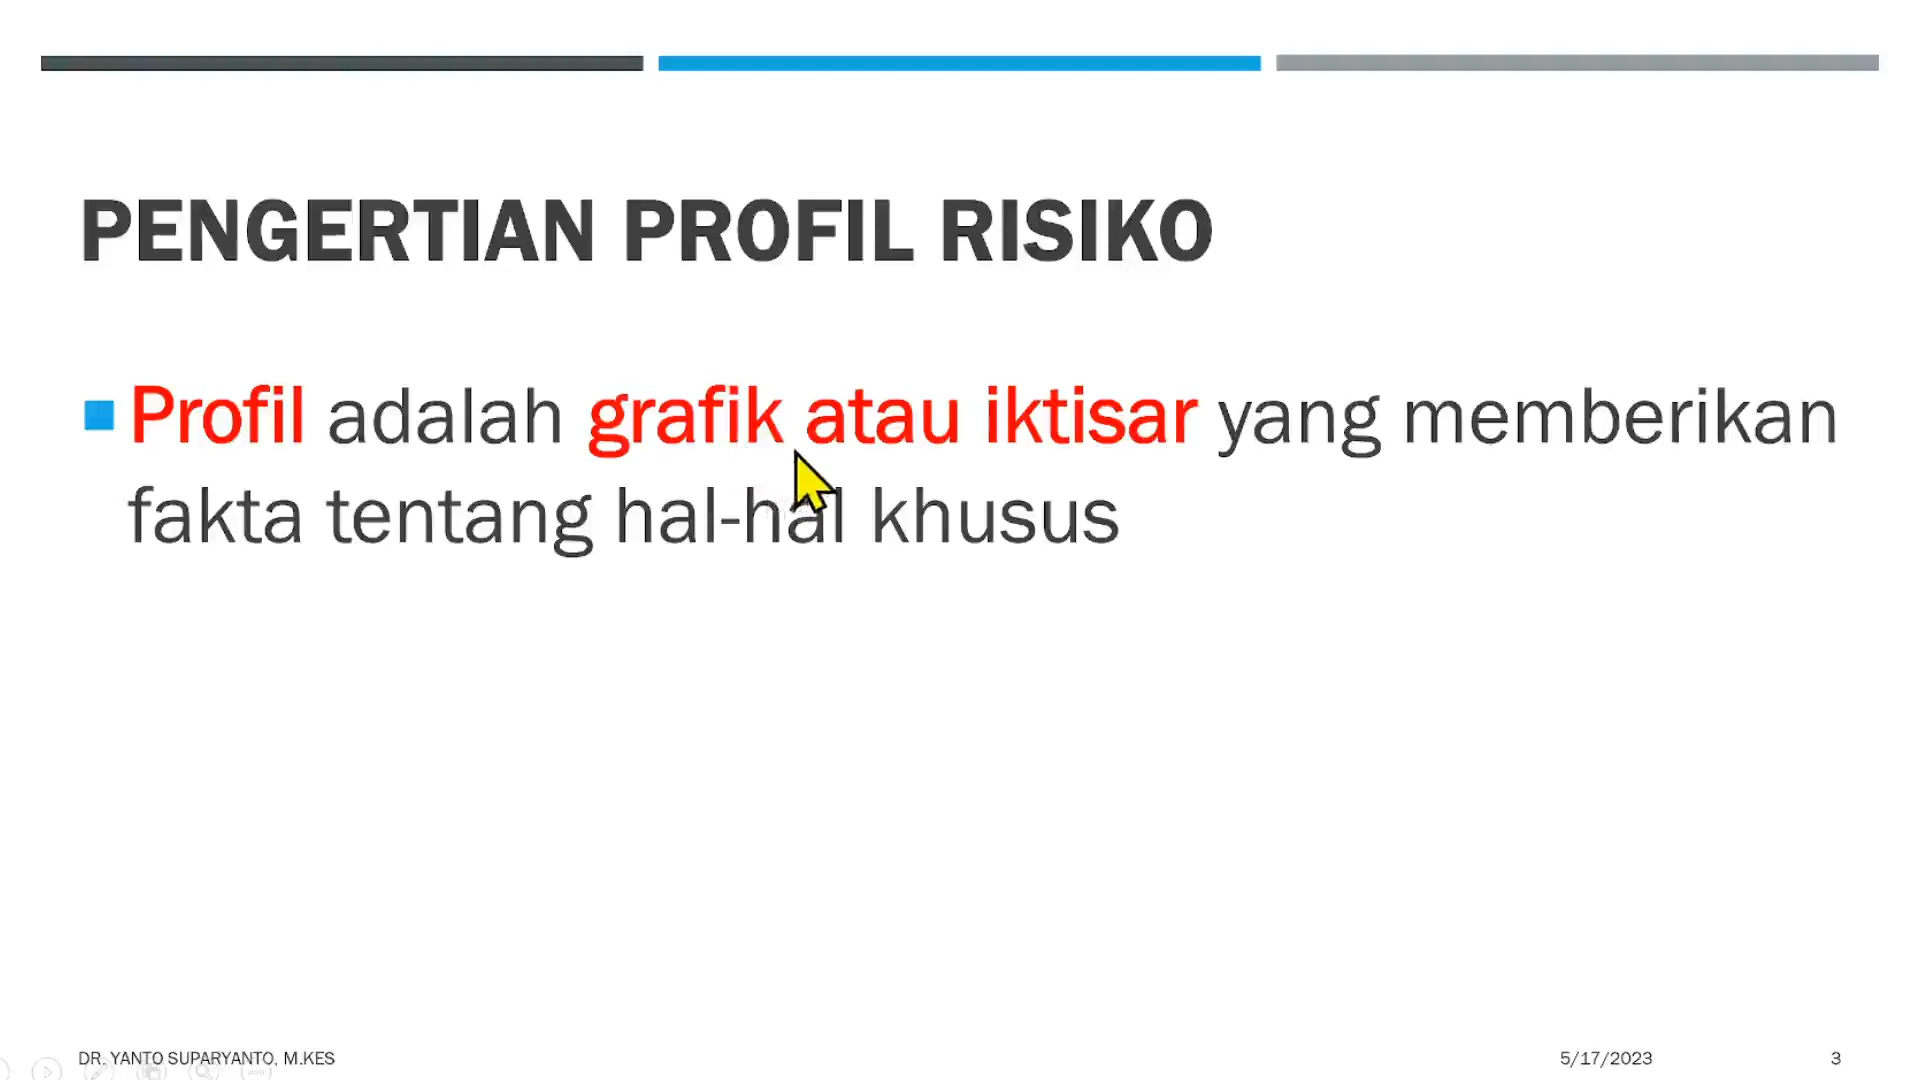 PENGERTIAN PROFIL RISIKO
Profil adalah grafik atau iktisar yang memberikan
fakta tentang hal-hal khusus
DR. YANTO SUPARYANTO, M.KES
5/17/2023
3